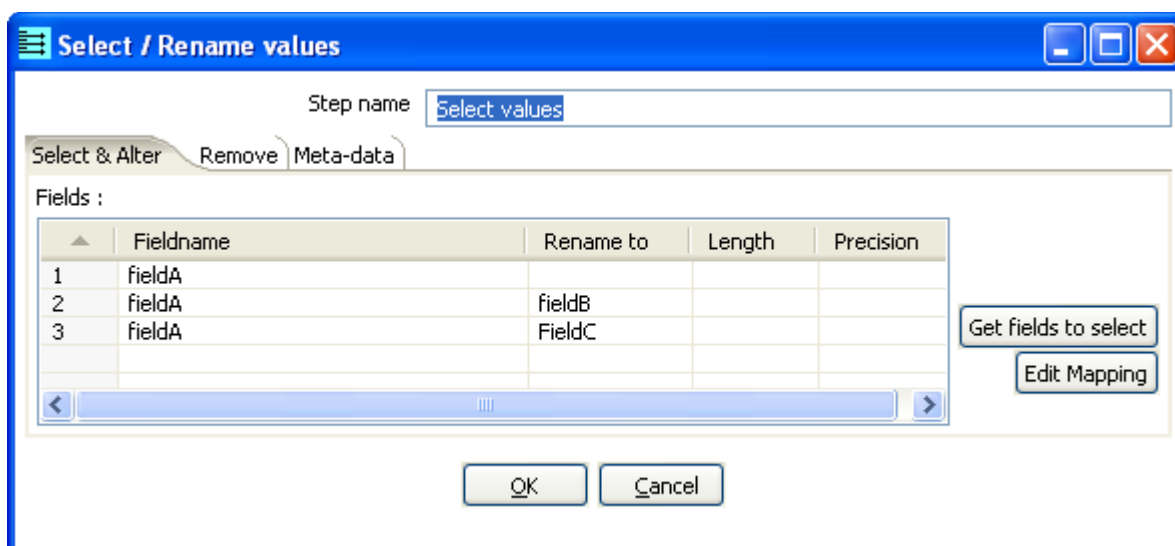 Select / Rename values
Step name Select values
Select & Alter Remove Meta-data
Fields :
Fieldname Rename to Length Precision
1 fieldA
2 fieldA fieldB
3 fieldA FieldC
Get fields to select
Edit Mapping
OK Cancel